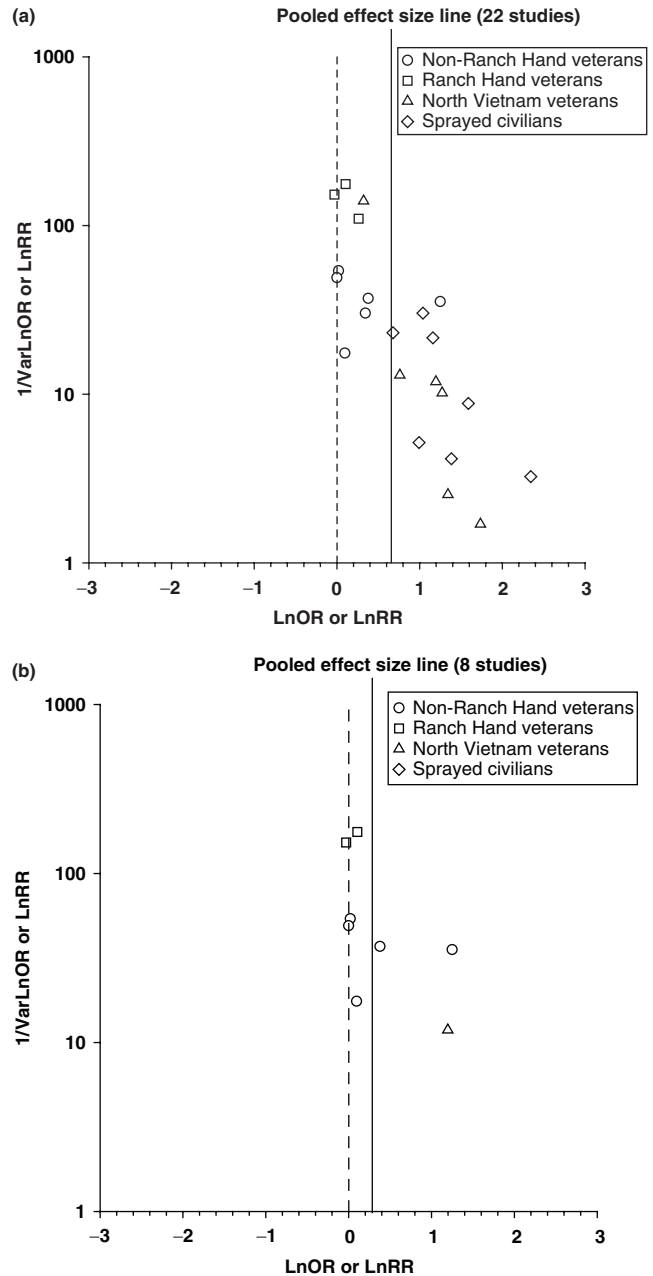 (a)
Pooled effect size line (22 studies)
Non-Ranch Hand veterans
Ranch Hand veterans
North Vietnam veterans
Sprayed civilians
1000
100
10
1
1/VarLnOR or LnRR
−3
−2
−1
0
1
2
3
LnOR or LnRR
(b)
Pooled effect size line (8 studies)
Non-Ranch Hand veterans
Ranch Hand veterans
North Vietnam veterans
Sprayed civilians
1000
100
10
1
1/VarLnOR or LnRR
−3
−2
−1
0
1
2
3
LnOR or LnRR